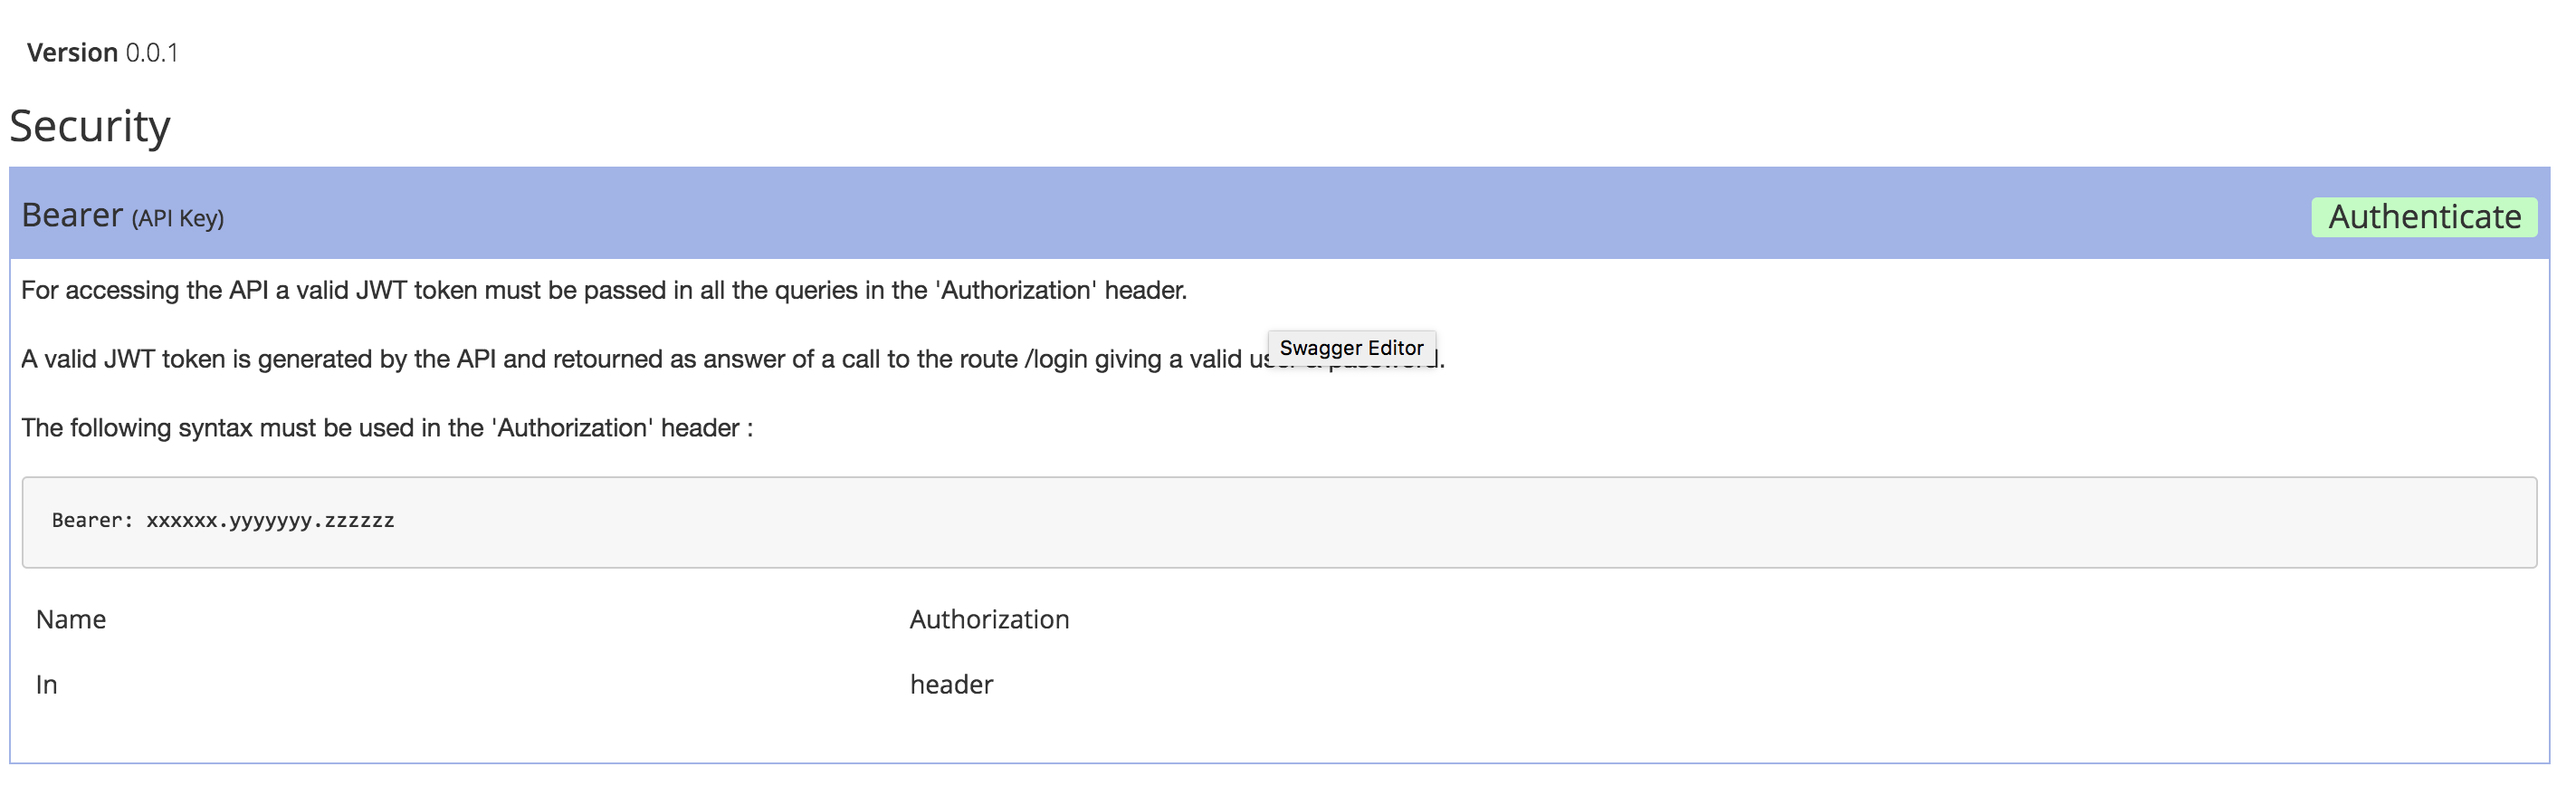 Version 0.0.1
Security
Bearer (API Key)
Authenticate
For accessing the API a valid JWT token must be passed in all the queries in the 'Authorization' header.
Swagger Editor
A valid JWT token is generated by the API and retourned as answer of a call to the route /login giving a valid
The following syntax must be used in the 'Authorization' header :
Bearer: xxxxxx.yyyyyyy.zzzzzz
Name Authorization
In header